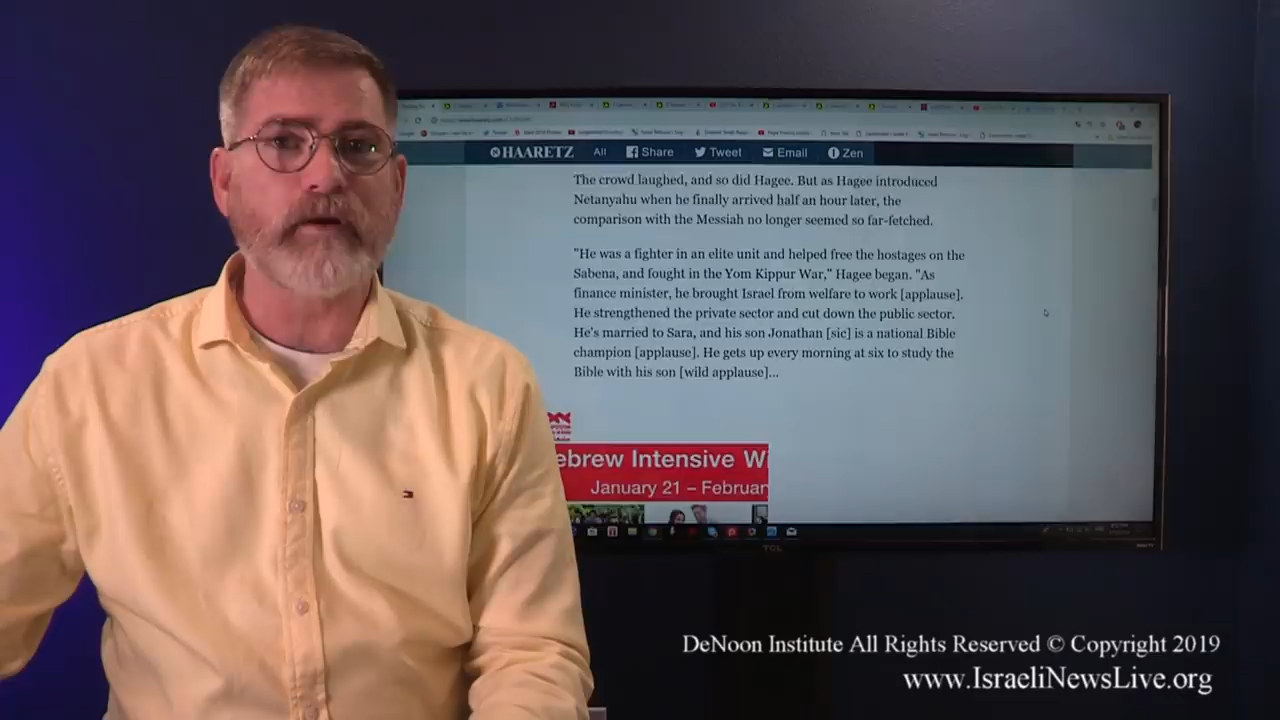 HAARETZ All Share Tweet Email Zen
The crowd laughed, and so did Hagee. But as Hagee introduced
Netanyahu when he finally arrived half an hour later, the
comparison with the Messiah no longer seemed so far-fetched.
"He was a fighter in an elite unit and helped free the hostages on the
Sabena, and fought in the Yom Kippur War," Hagee began. "As
finance minister, he brought Israel from welfare to work [applause].
He strengthened the private sector and cut down the public sector.
He's married to Sara, and his son Jonathan [sic] is a national Bible
champion [applause]. He gets up every morning at six to study the
Bible with his son [wild applause]...
ebrew Intensive Wi
January 21 – Februar
TCL
DeNoon Institute All Rights Reserved © Copyright 2019
www.IsraeliNewsLive.org